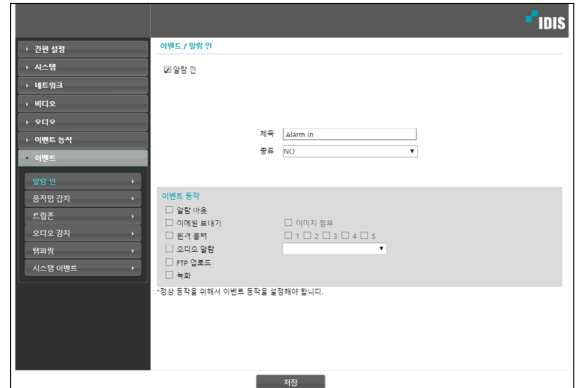 IDIS
간편 설정
시스템
네트워크
비디오
오디오
이벤트 동작
이벤트
알람 인
움직임 감지
트립존
오디오 감지
탬퍼링
시스템 이벤트
이벤트 / 알람 인
알람 인
제목 Alarm In
종류 NO
이벤트 동작
알람 아웃
이메일 보내기 이미지 첨부
원격 콜백 1 2 3 4 5
오디오 알람
FTP 업로드
녹화
*정상 동작을 위해서 이벤트 동작을 설정해야 합니다.
저장